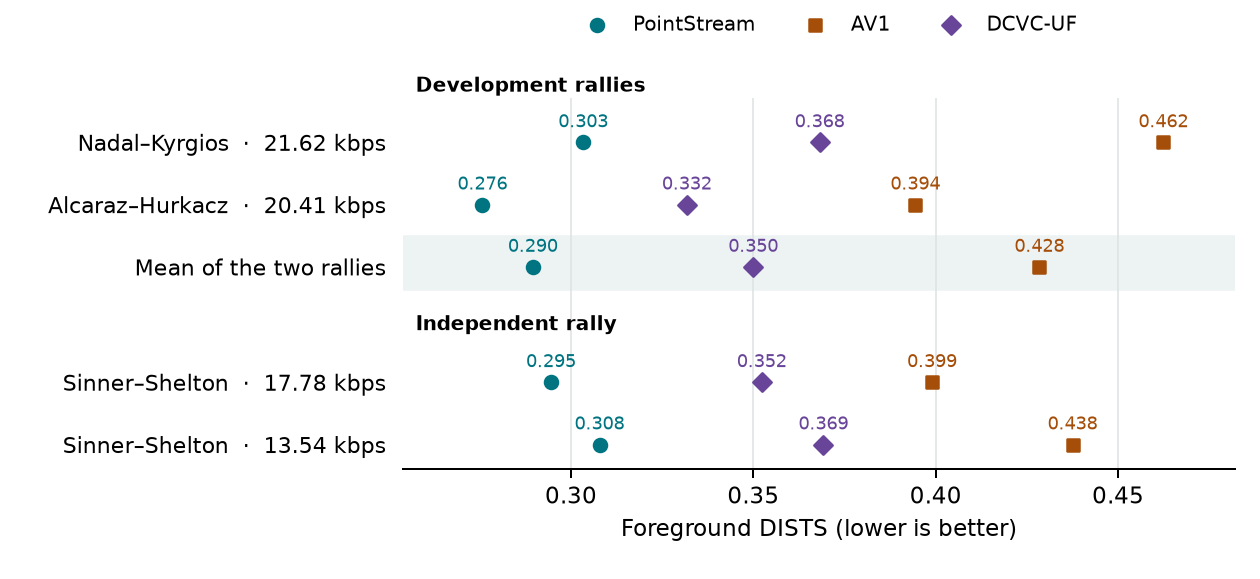 PointStream AV1 DCVC-UF
Development rallies
Nadal–Kyrgios · 21.62 kbps 0.303 0.368 0.462
Alcaraz–Hurkacz · 20.41 kbps 0.276 0.332 0.394
Mean of the two rallies 0.290 0.350 0.428
Independent rally
Sinner–Shelton · 17.78 kbps 0.295 0.352 0.399
Sinner–Shelton · 13.54 kbps 0.308 0.369 0.438
0.30 0.35 0.40 0.45
Foreground DISTS (lower is better)